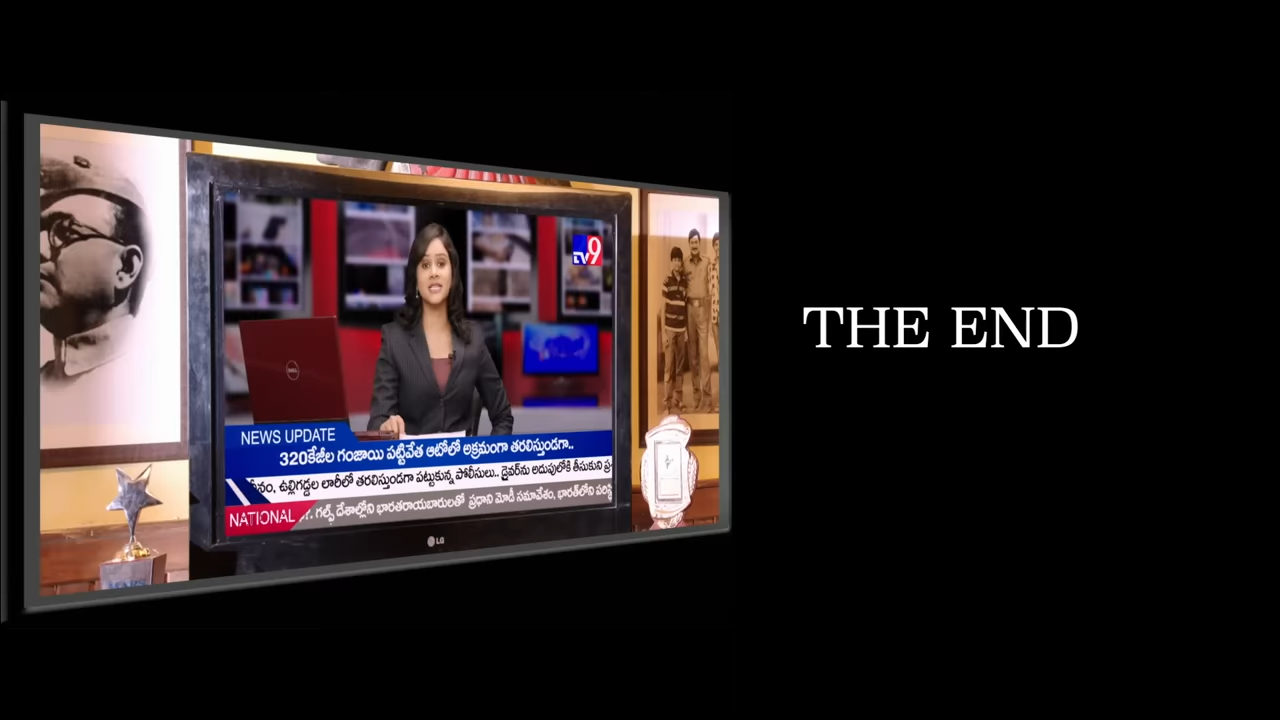 TV9
NEWS UPDATE
320కేజీల గంజాయి పట్టివేత ఆటోలో అక్రమంగా తరలిస్తుండగా..
ఉల్లిగడ్డల లారీలో తరలిస్తుండగా పట్టుకున్న పోలీసులు.. డ్రైవర్‌ను అదుపులోకి తీసుకుని
NATIONAL
గల్ఫ్ దేశాల్లోని భారతరాయబారులతో ప్రధాని మోడీ సమావేశం, భారత్‌లోని
DELL
LG
THE END